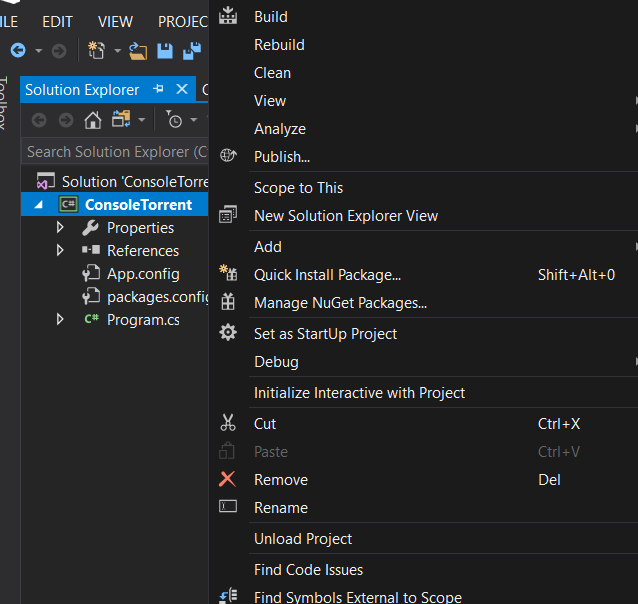 ILE EDIT VIEW PROJEC
Toolbox
Solution Explorer
Search Solution Explorer (C
Solution 'ConsoleTorre
C# ConsoleTorrent
Properties
References
App.config
packages.config
C# Program.cs
Build
Rebuild
Clean
View
Analyze
Publish...
Scope to This
New Solution Explorer View
Add
Quick Install Package... Shift+Alt+0
Manage NuGet Packages...
Set as StartUp Project
Debug
Initialize Interactive with Project
Cut Ctrl+X
Paste Ctrl+V
Remove Del
Rename
Unload Project
Find Code Issues
Find Symbols External to Scope